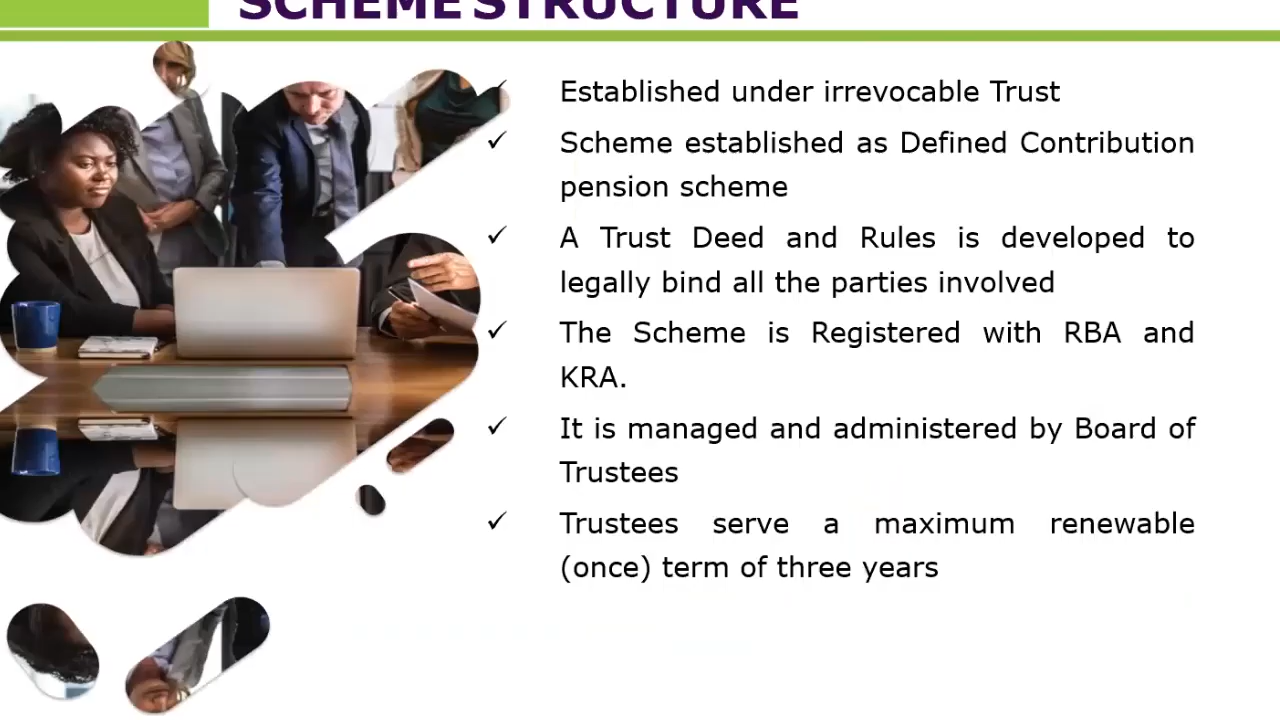 SCHEME STRUCTURE
✓ Established under irrevocable Trust
✓ Scheme established as Defined Contribution
pension scheme
✓ A Trust Deed and Rules is developed to
legally bind all the parties involved
✓ The Scheme is Registered with RBA and
KRA.
✓ It is managed and administered by Board of
Trustees
✓ Trustees serve a maximum renewable
(once) term of three years